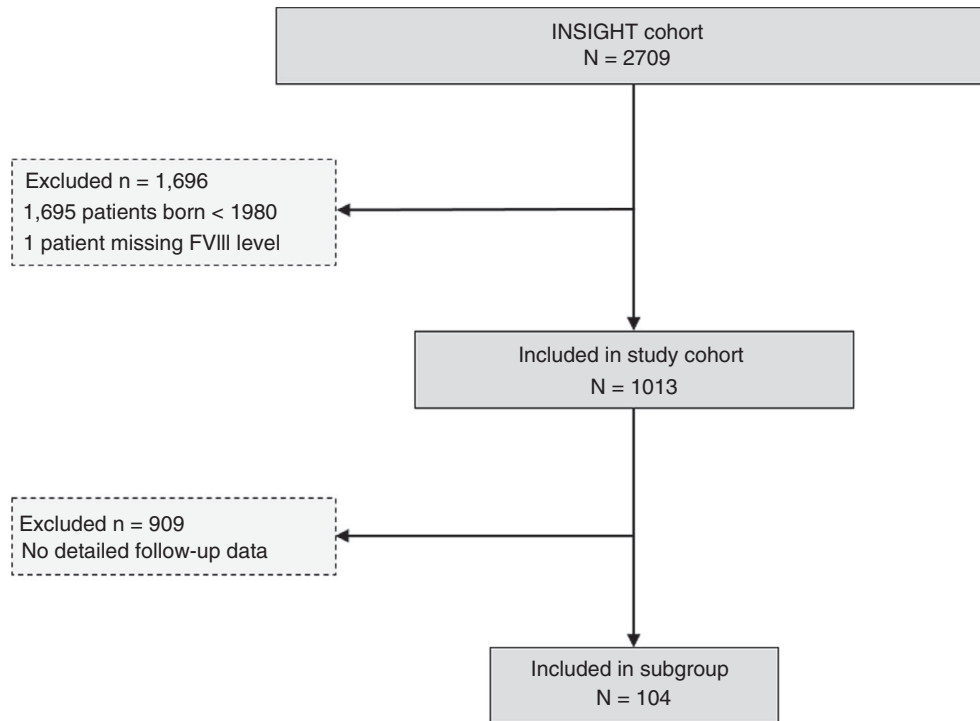 INSIGHT cohort
N = 2709
Excluded n = 1,696
1,695 patients born < 1980
1 patient missing FVIII level
Included in study cohort
N = 1013
Excluded n = 909
No detailed follow-up data
Included in subgroup
N = 104